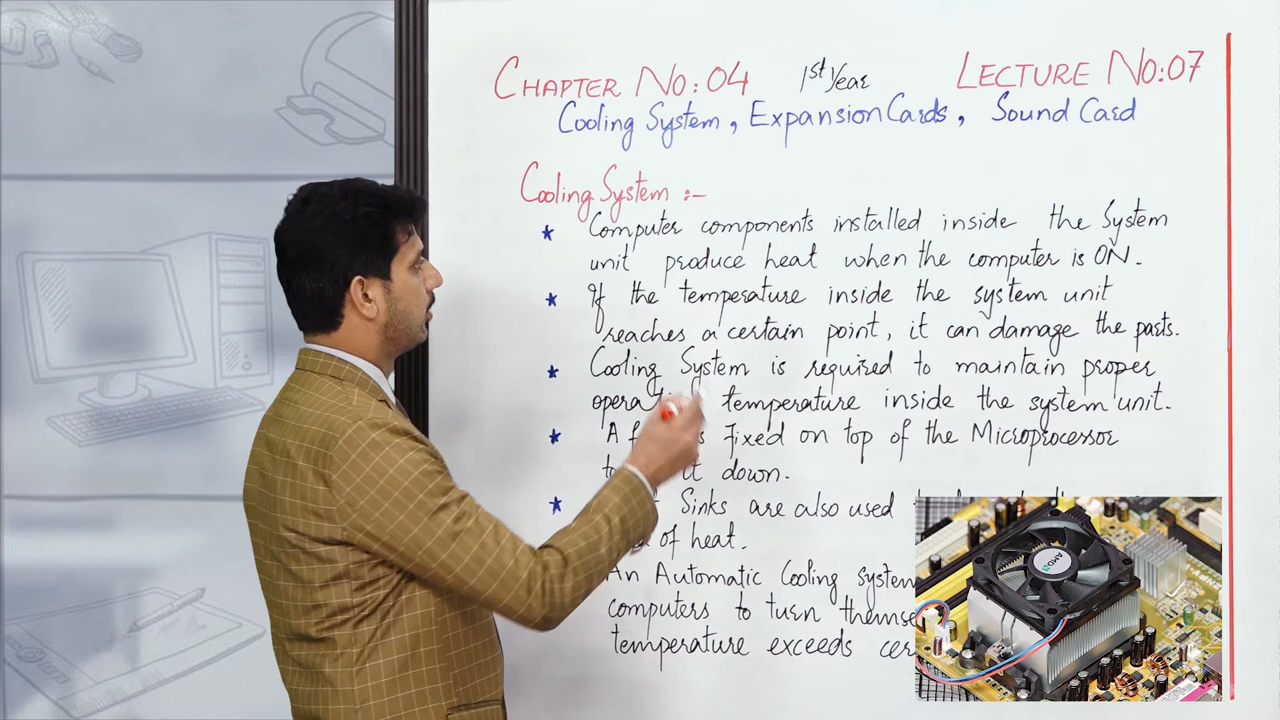 CHAPTER NO:04 1st Year LECTURE NO:07
Cooling System, Expansion Cards, Sound Card
Cooling System :-
* Computer components installed inside the System
unit produce heat when the computer is ON.
* If the temperature inside the system unit
reaches a certain point, it can damage the parts.
* Cooling System is required to maintain proper
temperature inside the system unit.
* A fixed on top of the Microprocessor
it down.
* Sinks are also used
of heat.
An Automatic Cooling system
computers to turn
temperature exceeds
AMD